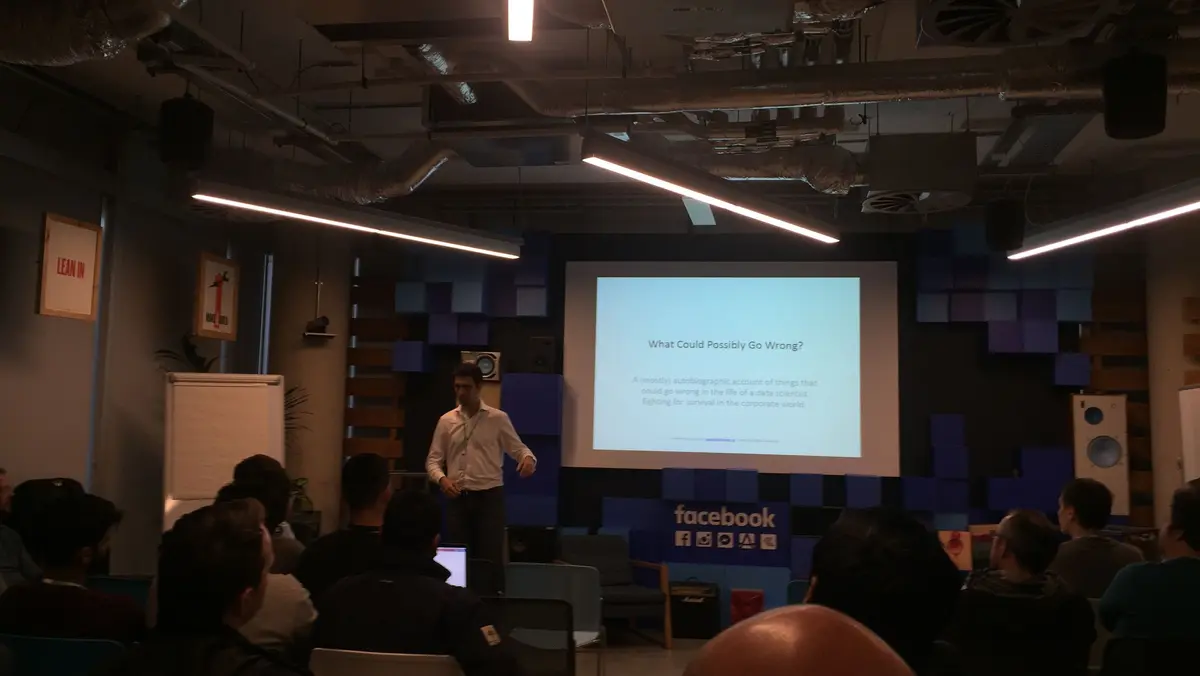 LEAN IN
What Could Possibly Go Wrong?
A (mostly) autobiographic account of things that
could go wrong in the life of a data scientist
fighting for survival in the corporate world
facebook